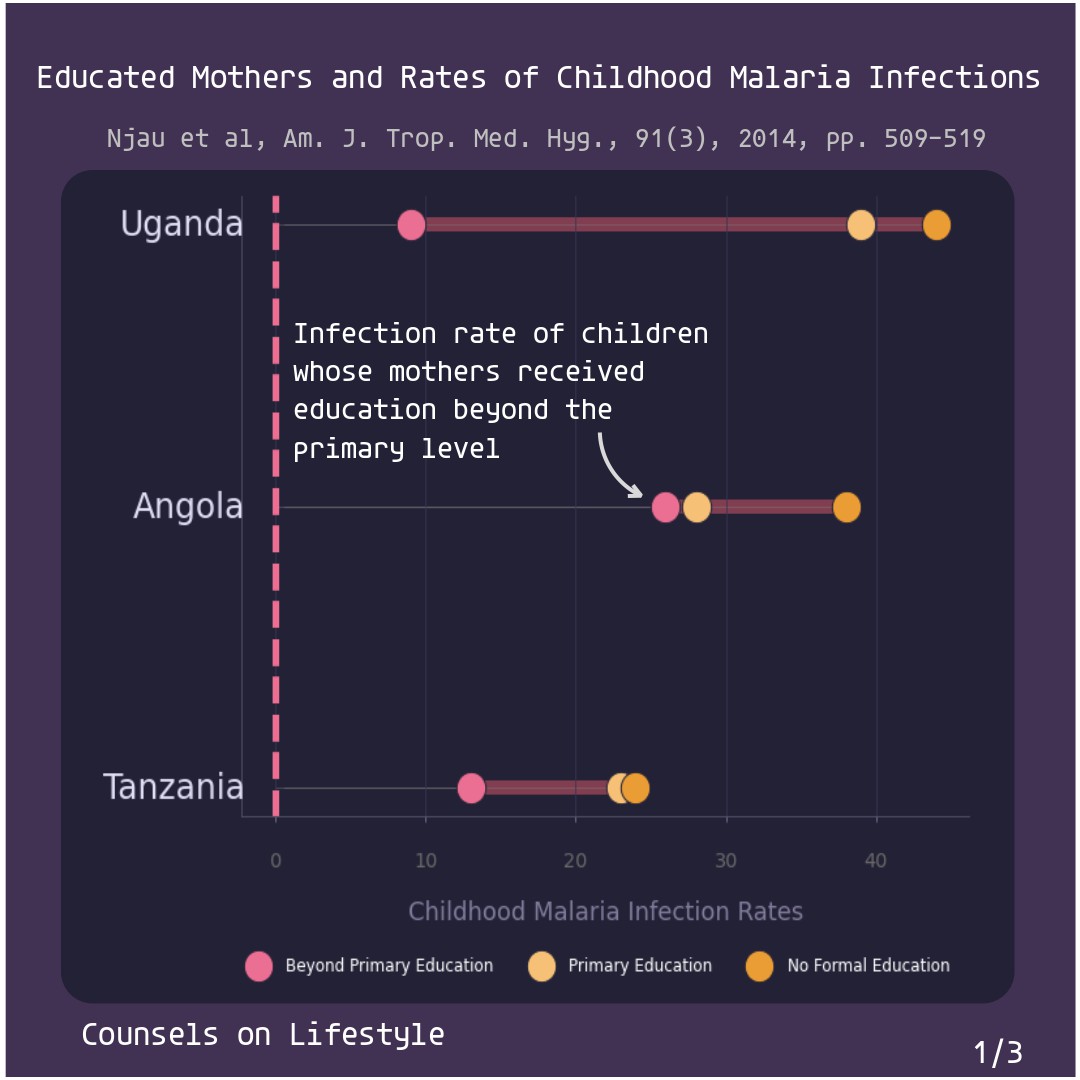 Educated Mothers and Rates of Childhood Malaria Infections
Njau et al, Am. J. Trop. Med. Hyg., 91(3), 2014, pp. 509-519
Uganda
Infection rate of children
whose mothers received
education beyond the
primary level
Angola
Tanzania
0 10 20 30 40
Childhood Malaria Infection Rates
Beyond Primary Education Primary Education No Formal Education
Counsels on Lifestyle
1/3